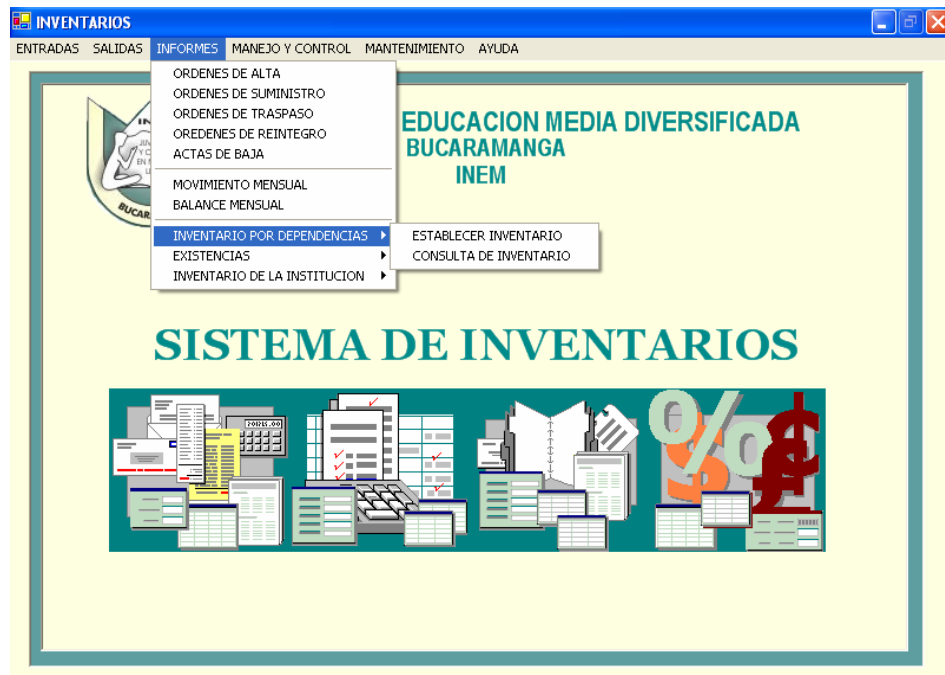 INVENTARIOS
ENTRADAS SALIDAS INFORMES MANEJO Y CONTROL MANTENIMIENTO AYUDA
ORDENES DE ALTA
ORDENES DE SUMINISTRO
ORDENES DE TRASPASO
OREDENES DE REINTEGRO
ACTAS DE BAJA
MOVIMIENTO MENSUAL
BALANCE MENSUAL
INVENTARIO POR DEPENDENCIAS
EXISTENCIAS
INVENTARIO DE LA INSTITUCION
ESTABLECER INVENTARIO
CONSULTA DE INVENTARIO
EDUCACION MEDIA DIVERSIFICADA
BUCARAMANGA
INEM
SISTEMA DE INVENTARIOS